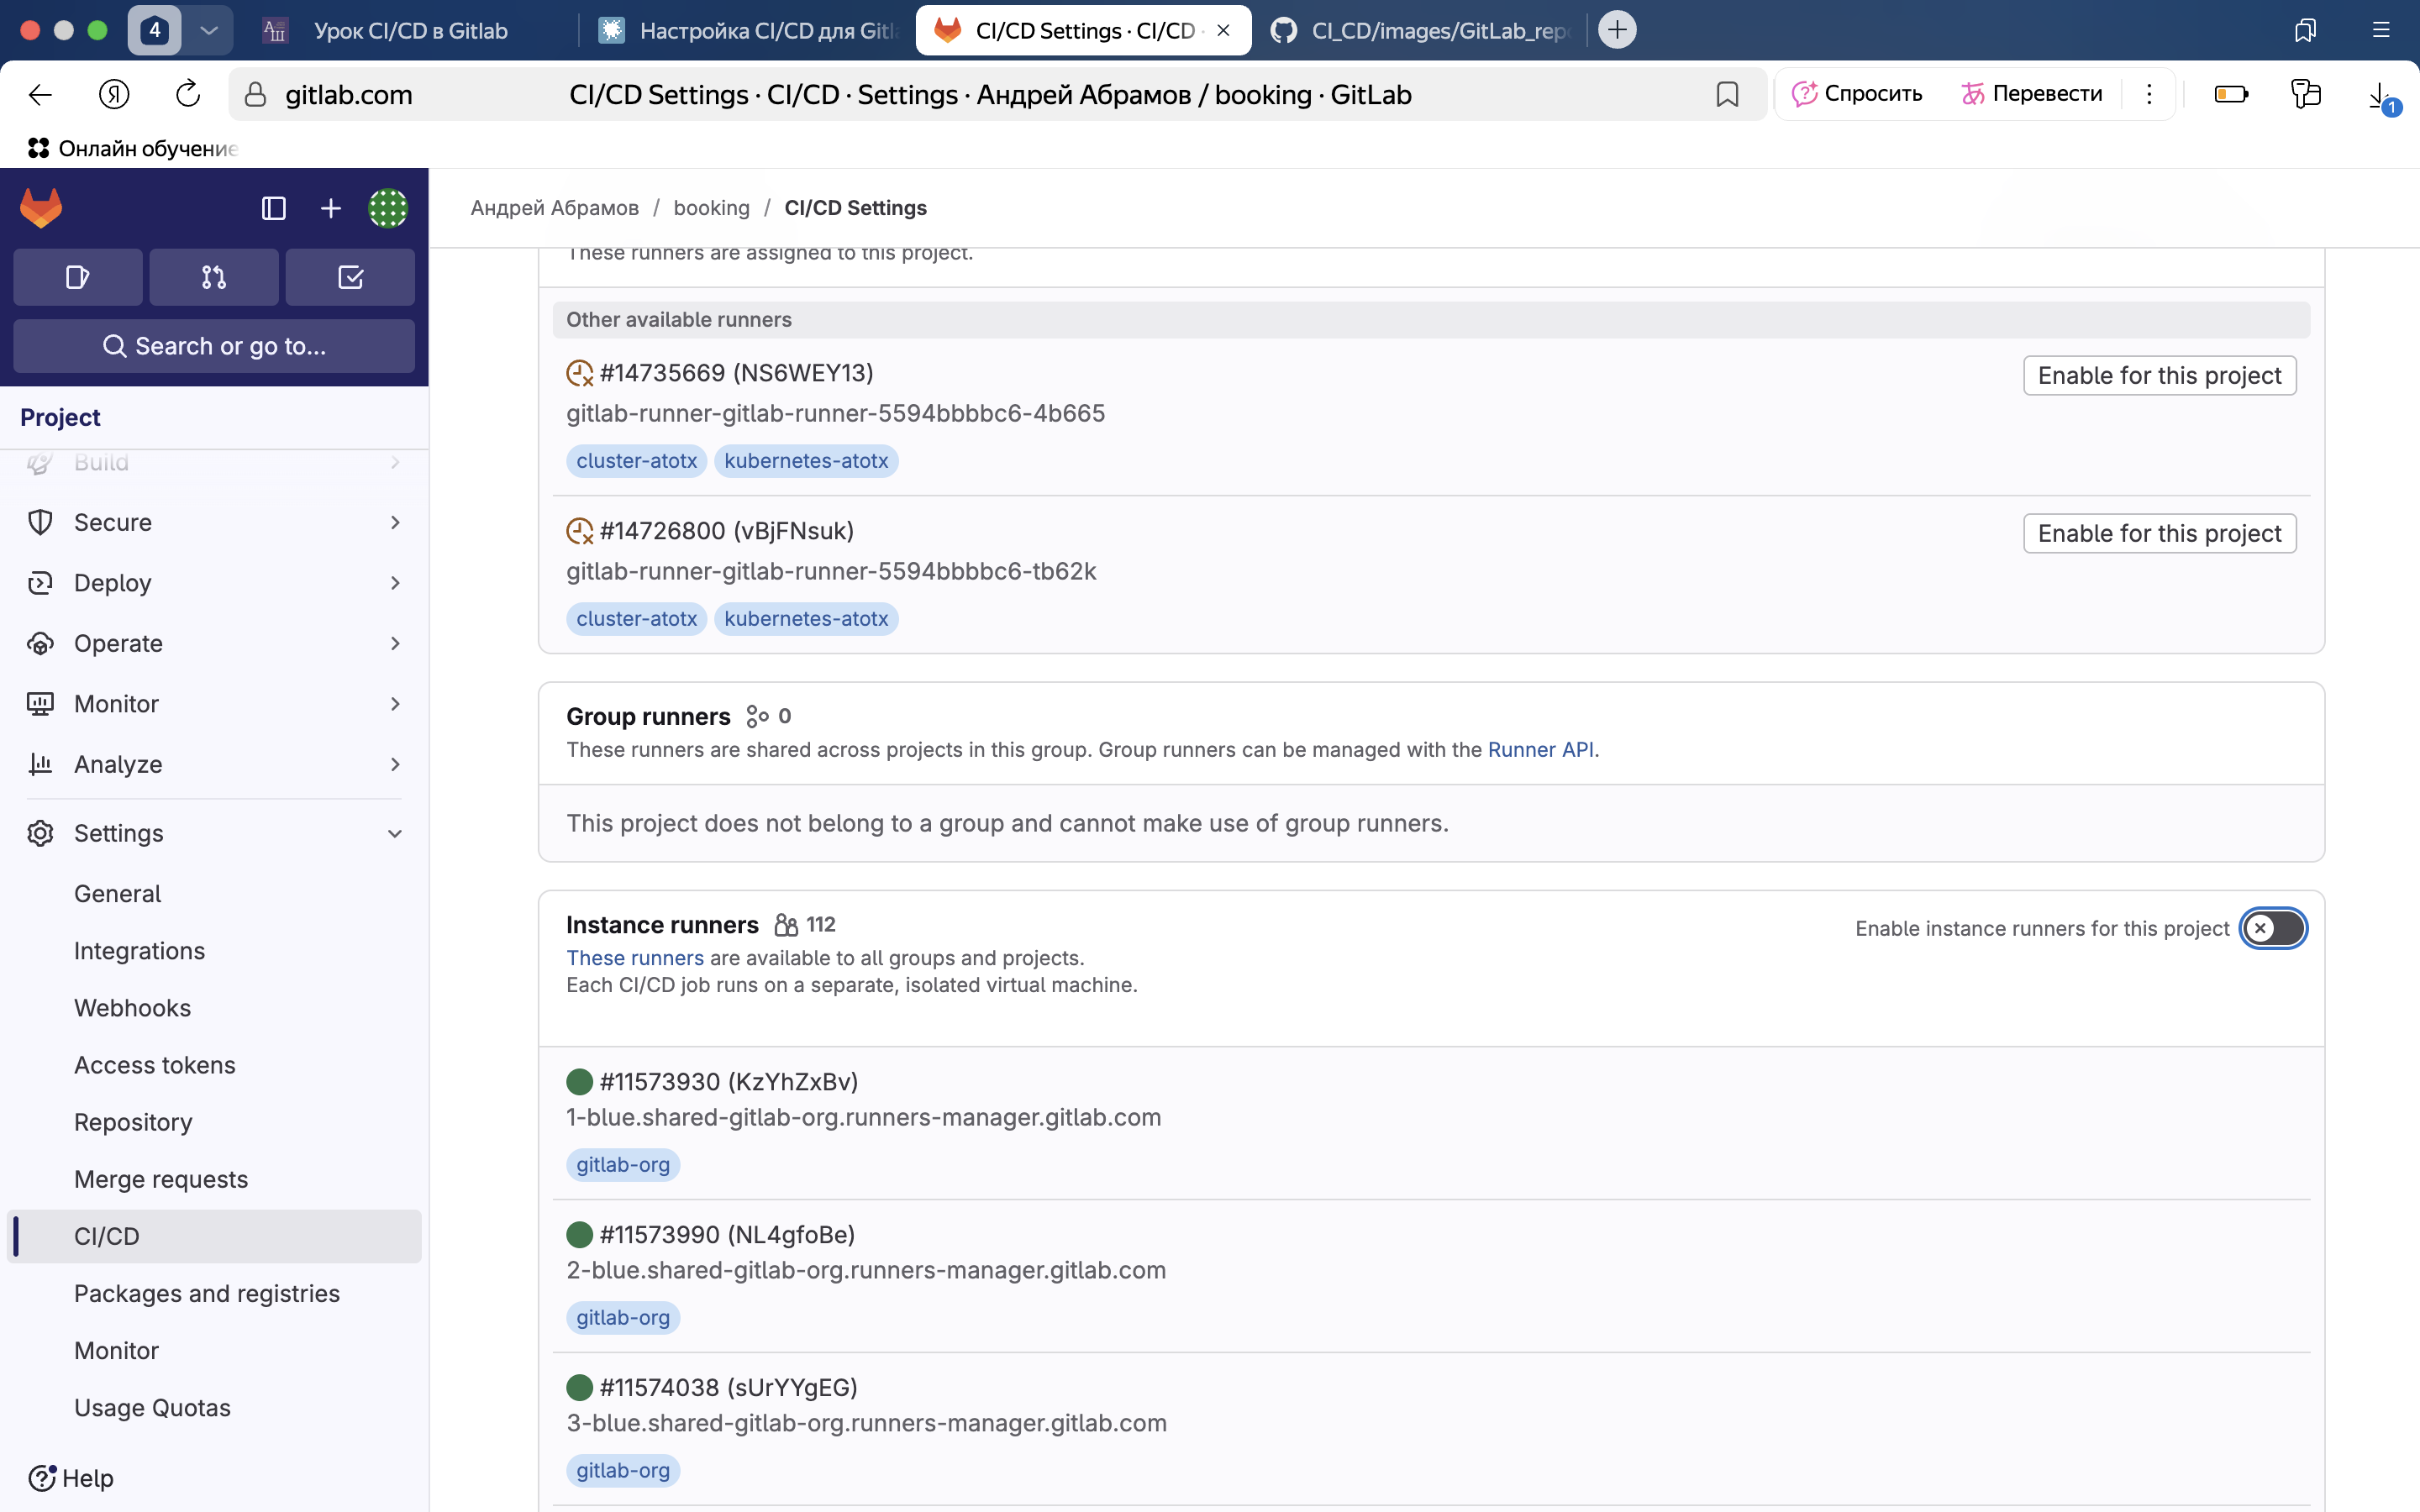 4
Урок CI/CD в Gitlab
Настройка CI/CD для Gitl
CI/CD Settings · CI/CD
CI_CD/images/GitLab_rep
gitlab.com
CI/CD Settings · CI/CD · Settings · Андрей Абрамов / booking · GitLab
Спросить
Перевести
1
Онлайн обучение
Search or go to...
Project
Build
Secure
Deploy
Operate
Monitor
Analyze
Settings
General
Integrations
Webhooks
Access tokens
Repository
Merge requests
CI/CD
Packages and registries
Monitor
Usage Quotas
Help
Андрей Абрамов / booking / CI/CD Settings
These runners are assigned to this project.
Other available runners
#14735669 (NS6WEY13)
Enable for this project
gitlab-runner-gitlab-runner-5594bbbbc6-4b665
cluster-atotx kubernetes-atotx
#14726800 (vBjFNsuk)
Enable for this project
gitlab-runner-gitlab-runner-5594bbbbc6-tb62k
cluster-atotx kubernetes-atotx
Group runners 0
These runners are shared across projects in this group. Group runners can be managed with the Runner API.
This project does not belong to a group and cannot make use of group runners.
Instance runners 112
Enable instance runners for this project
These runners are available to all groups and projects.
Each CI/CD job runs on a separate, isolated virtual machine.
#11573930 (KzYhZxBv)
1-blue.shared-gitlab-org.runners-manager.gitlab.com
gitlab-org
#11573990 (NL4gfoBe)
2-blue.shared-gitlab-org.runners-manager.gitlab.com
gitlab-org
#11574038 (sUrYYgEG)
3-blue.shared-gitlab-org.runners-manager.gitlab.com
gitlab-org